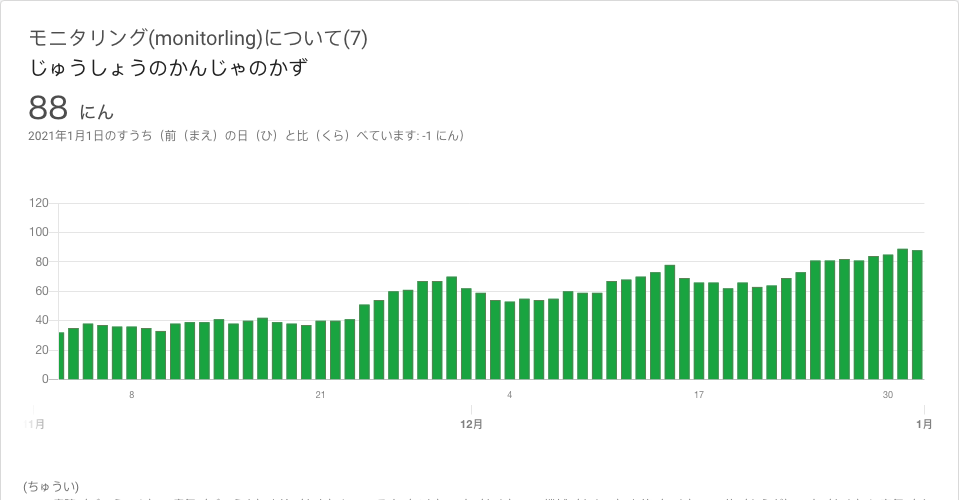 モニタリング(monitorling)について(7)
じゅうしょうのかんじゃのかず
88 にん
2021年1月1日のすうち（前（まえ）の日（ひ）と比（くら）べています: -1 にん）
120
100
80
60
40
20
0
8 21 4 17 30
1月 12月 1月
(ちゅうい)